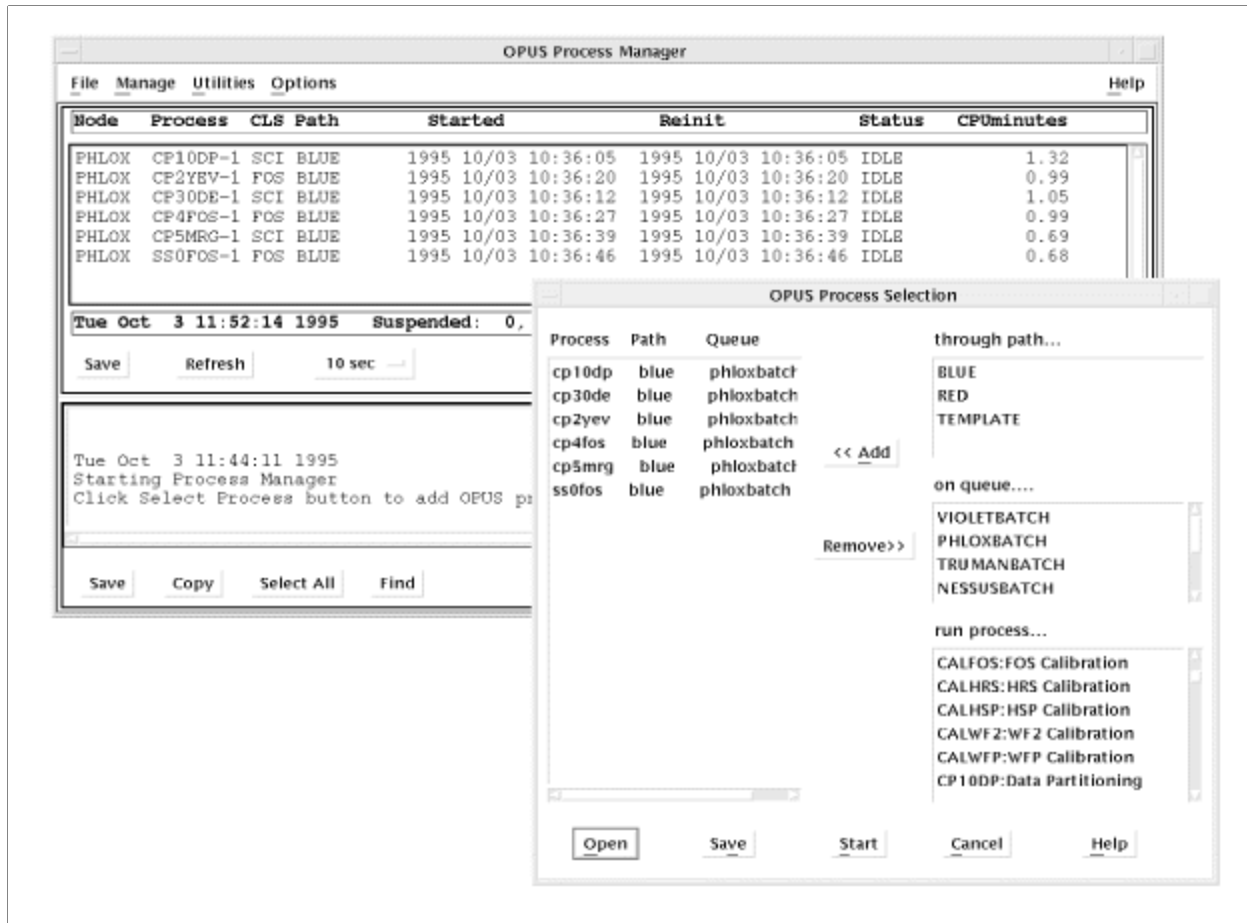 OPUS Process Manager
File Manage Utilities Options Help
Node Process CLS Path Started Reinit Status CPUminutes
PHLOX CP10DP-1 SCI BLUE 1995 10/03 10:36:05 1995 10/03 10:36:05 IDLE 1.32
PHLOX CP2YEV-1 FOS BLUE 1995 10/03 10:36:20 1995 10/03 10:36:20 IDLE 0.99
PHLOX CP30DE-1 SCI BLUE 1995 10/03 10:36:12 1995 10/03 10:36:12 IDLE 1.05
PHLOX CP4FOS-1 FOS BLUE 1995 10/03 10:36:27 1995 10/03 10:36:27 IDLE 0.99
PHLOX CP5MRG-1 SCI BLUE 1995 10/03 10:36:39 1995 10/03 10:36:39 IDLE 0.69
PHLOX SS0FOS-1 FOS BLUE 1995 10/03 10:36:46 1995 10/03 10:36:46 IDLE 0.68
Tue Oct 3 11:52:14 1995 Suspended: 0,
Save Refresh 10 sec
Tue Oct 3 11:44:11 1995
Starting Process Manager
Click Select Process button to add OPUS pr
Save Copy Select All Find
OPUS Process Selection
Process Path Queue
cp10dp blue phloxbatch
cp30de blue phloxbatch
cp2yev blue phloxbatch
cp4fos blue phloxbatch
cp5mrg blue phloxbatch
ss0fos blue phloxbatch
<< Add
Remove>>
through path...
BLUE
RED
TEMPLATE
on queue....
VIOLETBATCH
PHLOXBATCH
TRUMANBATCH
NESSUSBATCH
run process...
CALFOS:FOS Calibration
CALHRS:HRS Calibration
CALHSP:HSP Calibration
CALWF2:WF2 Calibration
CALWFP:WFP Calibration
CP10DP:Data Partitioning
Open Save Start Cancel Help